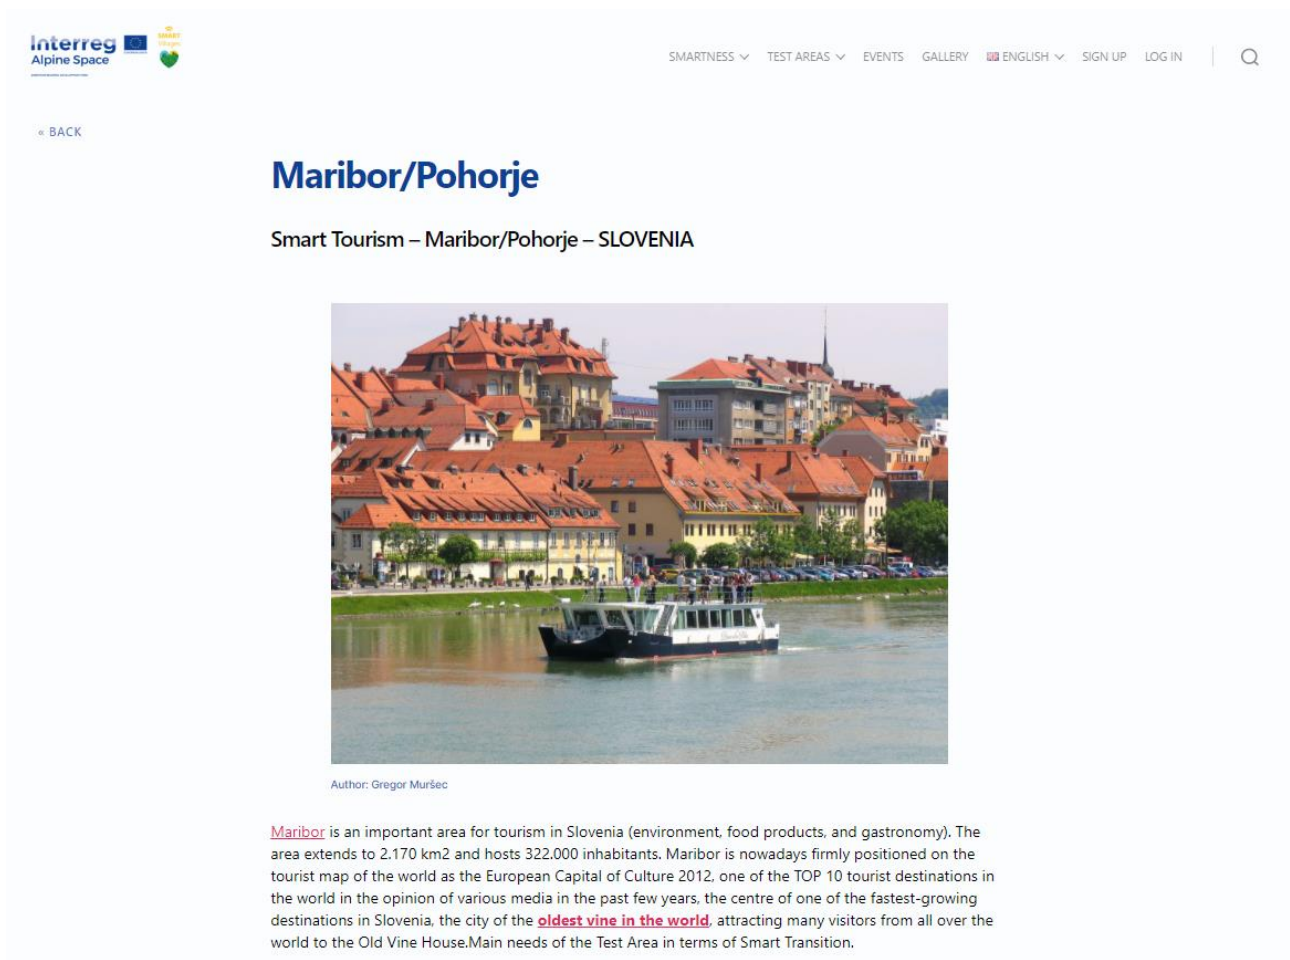 Interreg
Alpine Space
SMART
Villages
SMARTNESS TEST AREAS EVENTS GALLERY ENGLISH SIGN UP LOG IN
« BACK
Maribor/Pohorje
Smart Tourism – Maribor/Pohorje – SLOVENIA
Author: Gregor Muršec
Maribor is an important area for tourism in Slovenia (environment, food products, and gastronomy). The
area extends to 2.170 km2 and hosts 322.000 inhabitants. Maribor is nowadays firmly positioned on the
tourist map of the world as the European Capital of Culture 2012, one of the TOP 10 tourist destinations in
the world in the opinion of various media in the past few years, the centre of one of the fastest-growing
destinations in Slovenia, the city of the oldest vine in the world, attracting many visitors from all over the
world to the Old Vine House.Main needs of the Test Area in terms of Smart Transition.